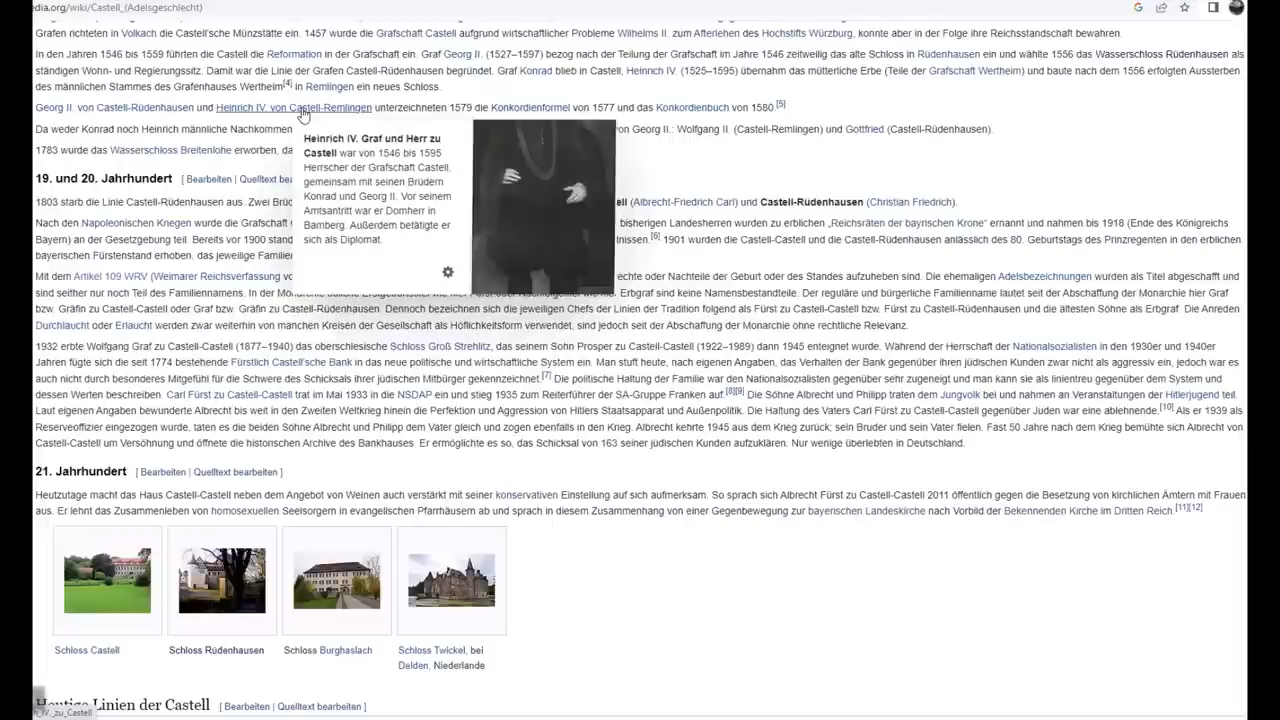 edia.org/wiki/Castell_(Adelsgeschlecht)
Grafen richteten in Volkach die Castell'sche Münzstätte ein. 1457 wurde die Grafschaft Castell aufgrund wirtschaftlicher Probleme Wilhelms II. zum Afterlehen des Hochstifts Würzburg, konnte aber in der Folge ihre Reichsstandschaft bewahren.
In den Jahren 1546 bis 1559 führten die Castell die Reformation in der Grafschaft ein. Graf Georg II. (1527–1597) bezog nach der Teilung der Grafschaft im Jahre 1546 zeitweilig das alte Schloss in Rüdenhausen ein und wählte 1556 das Wasserschloss Rüdenhausen als
ständigen Wohn- und Regierungssitz. Damit war die Linie der Grafen Castell-Rüdenhausen begründet. Graf Konrad blieb in Castell, Heinrich IV. (1525–1595) übernahm das mütterliche Erbe (Teile der Grafschaft Wertheim) und baute nach dem 1556 erfolgten Aussterben
des männlichen Stammes des Grafenhauses Wertheim[4] in Remlingen ein neues Schloss.
Georg II. von Castell-Rüdenhausen und Heinrich IV. von Castell-Remlingen unterzeichneten 1579 die Konkordienformel von 1577 und das Konkordienbuch von 1580.[5]
Da weder Konrad noch Heinrich männliche Nachkommen on Georg II.: Wolfgang II. (Castell-Remlingen) und Gottfried (Castell-Rüdenhausen).
1783 wurde das Wasserschloss Breitenlohe erworben, da
Heinrich IV. Graf und Herr zu
Castell war von 1546 bis 1595
Herrscher der Grafschaft Castell,
gemeinsam mit seinen Brüdern
Konrad und Georg II. Vor seinem
Amtsantritt war er Domherr in
Bamberg. Außerdem betätigte er
sich als Diplomat.
19. und 20. Jahrhundert [ Bearbeiten | Quelltext bea
1803 starb die Linie Castell-Rüdenhausen aus. Zwei Brüd ell (Albrecht-Friedrich Carl) und Castell-Rüdenhausen (Christian Friedrich).
Nach den Napoleonischen Kriegen wurde die Grafschaft bisherigen Landesherren wurden zu erblichen „Reichsräten der bayrischen Krone“ ernannt und nahmen bis 1918 (Ende des Königreichs
Bayern) an der Gesetzgebung teil. Bereits vor 1900 stand tnissen.[6] 1901 wurden die Castell-Castell und die Castell-Rüdenhausen anlässlich des 80. Geburtstags des Prinzregenten in den erblichen
bayerischen Fürstenstand erhoben, das jeweilige Familien
Mit dem Artikel 109 WRV (Weimarer Reichsverfassung vo echte oder Nachteile der Geburt oder des Standes aufzuheben sind. Die ehemaligen Adelsbezeichnungen wurden als Titel abgeschafft und
sind seither nur noch Teil des Familiennamens. In der Mon Erbgraf sind keine Namensbestandteile. Der reguläre und bürgerliche Familienname lautet seit der Abschaffung der Monarchie hier Graf
bzw. Gräfin zu Castell-Castell oder Graf bzw. Gräfin zu Castell-Rüdenhausen. Dennoch bezeichnen sich die jeweiligen Chefs der Linien der Tradition folgend als Fürst zu Castell-Castell bzw. Fürst zu Castell-Rüdenhausen und die ältesten Söhne als Erbgraf. Die Anreden
Durchlaucht oder Erlaucht werden zwar weiterhin von manchen Kreisen der Gesellschaft als Höflichkeitsform verwendet, sind jedoch seit der Abschaffung der Monarchie ohne rechtliche Relevanz.
1932 erbte Wolfgang Graf zu Castell-Castell (1877–1940) das oberschlesische Schloss Groß Strehlitz, das seinem Sohn Prosper zu Castell-Castell (1922–1989) dann 1945 enteignet wurde. Während der Herrschaft der Nationalsozialisten in den 1930er und 1940er
Jahren fügte sich die seit 1774 bestehende Fürstlich Castell'sche Bank in das neue politische und wirtschaftliche System ein. Man stuft heute, nach eigenen Angaben, das Verhalten der Bank gegenüber ihren jüdischen Kunden zwar nicht als aggressiv ein, jedoch war es
auch nicht durch besonderes Mitgefühl für die Schwere des Schicksals ihrer jüdischen Mitbürger gekennzeichnet.[7] Die politische Haltung der Familie war den Nationalsozialisten gegenüber sehr zugeneigt und man kann sie als linientreu gegenüber dem System und
dessen Werten beschreiben. Carl Fürst zu Castell-Castell trat im Mai 1933 in die NSDAP ein und stieg 1935 zum Reiterführer der SA-Gruppe Franken auf.[8][9] Die Söhne Albrecht und Philipp traten dem Jungvolk bei und nahmen an Veranstaltungen der Hitlerjugend teil.
Laut eigenen Angaben bewunderte Albrecht bis weit in den Zweiten Weltkrieg hinein die Perfektion und Aggression von Hitlers Staatsapparat und Außenpolitik. Die Haltung des Vaters Carl Fürst zu Castell-Castell gegenüber Juden war eine ablehnende.[10] Als er 1939 als
Reserveoffizier eingezogen wurde, taten es die beiden Söhne Albrecht und Philipp dem Vater gleich und zogen ebenfalls in den Krieg. Albrecht kehrte 1945 aus dem Krieg zurück; sein Bruder und sein Vater fielen. Fast 50 Jahre nach dem Krieg bemühte sich Albrecht von
Castell-Castell um Versöhnung und öffnete die historischen Archive des Bankhauses. Er ermöglichte es so, das Schicksal von 163 seiner jüdischen Kunden aufzuklären. Nur wenige überlebten in Deutschland.
21. Jahrhundert [ Bearbeiten | Quelltext bearbeiten ]
Heutzutage macht das Haus Castell-Castell neben dem Angebot von Weinen auch verstärkt mit seiner konservativen Einstellung auf sich aufmerksam. So sprach sich Albrecht Fürst zu Castell-Castell 2011 öffentlich gegen die Besetzung von kirchlichen Ämtern mit Frauen
aus. Er lehnt das Zusammenleben von homosexuellen Seelsorgern in evangelischen Pfarrhäusern ab und sprach in diesem Zusammenhang von einer Gegenbewegung zur bayerischen Landeskirche nach Vorbild der Bekennenden Kirche im Dritten Reich.[11][12]
Schloss Castell
Schloss Rüdenhausen
Schloss Burghaslach
Schloss Twickel, bei
Delden, Niederlande
Heutige Linien der Castell [ Bearbeiten | Quelltext bearbeiten ]
_IV._zu_Castell